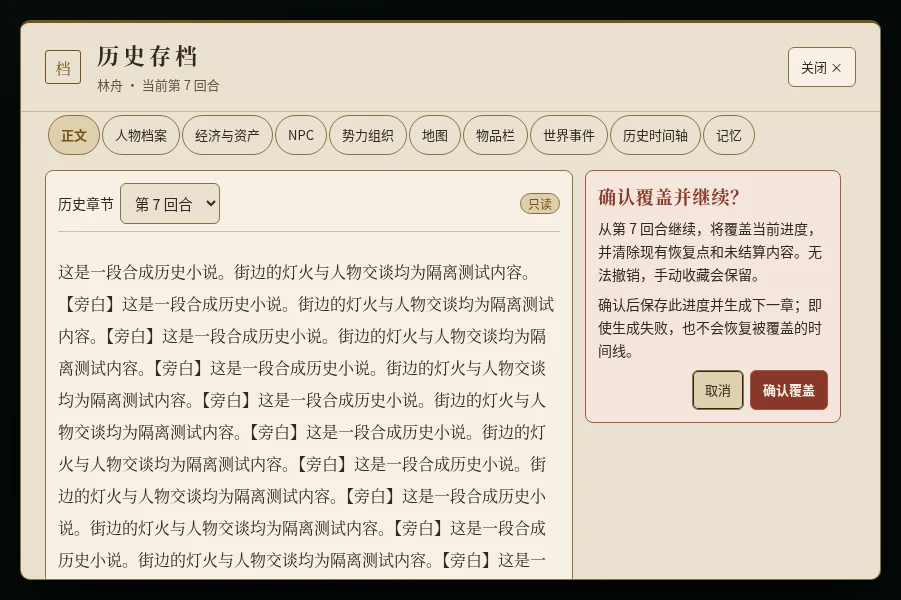 档
历史存档
林舟 · 当前第 7 回合
关闭 ×
正文
人物档案
经济与资产
NPC
势力组织
地图
物品栏
世界事件
历史时间轴
记忆
历史章节
第 7 回合
只读
这是一段合成历史小说。街边的灯火与人物交谈均为隔离测试内容。
【旁白】这是一段合成历史小说。街边的灯火与人物交谈均为隔离测试
内容。【旁白】这是一段合成历史小说。街边的灯火与人物交谈均为隔
离测试内容。【旁白】这是一段合成历史小说。街边的灯火与人物交谈
均为隔离测试内容。【旁白】这是一段合成历史小说。街边的灯火与人
物交谈均为隔离测试内容。【旁白】这是一段合成历史小说。街边的灯
火与人物交谈均为隔离测试内容。【旁白】这是一段合成历史小说。街
边的灯火与人物交谈均为隔离测试内容。【旁白】这是一段合成历史小
说。街边的灯火与人物交谈均为隔离测试内容。【旁白】这是一段合成
历史小说。街边的灯火与人物交谈均为隔离测试内容。【旁白】这是一
确认覆盖并继续？
从第 7 回合继续，将覆盖当前进度，
并清除现有恢复点和未结算内容。无
法撤销，手动收藏会保留。
确认后保存此进度并生成下一章；即
使生成失败，也不会恢复被覆盖的时
间线。
取消
确认覆盖